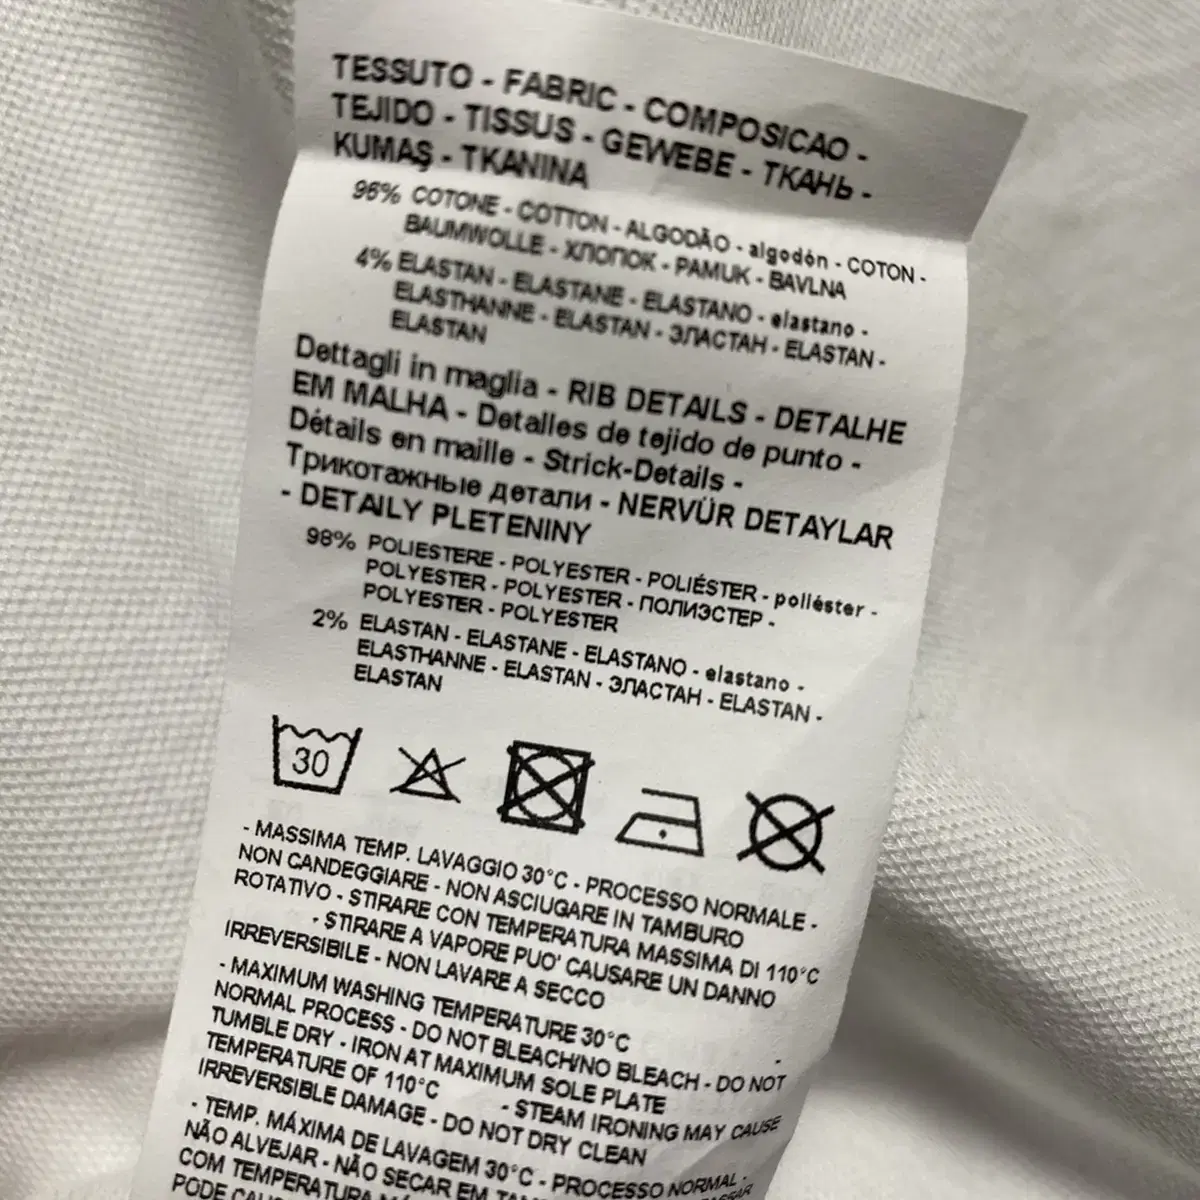 TESSUTO - FABRIC - COMPOSICAO -
TEJIDO - TISSUS - GEWEBE - ТКАНЬ -
KUMAŞ - TKANINA
96% COTONE - COTTON - ALGODÃO - algodón - COTON -
BAUMWOLLE - ХЛОПОК - PAMUK - BAVLNA
4% ELASTAN - ELASTANE - ELASTANO - elastano -
ELASTHANNE - ELASTAN - ЭЛАСТАН - ELASTAN -
ELASTAN
Dettagli in maglia - RIB DETAILS - DETALHE
EM MALHA - Detalles de tejido de punto -
Détails en maille - Strick-Details -
Трикотажные детали - NERVÜR DETAYLAR
- DETAILY PLETENINY
98% POLIESTERE - POLYESTER - POLIÉSTER - poliéster -
POLYESTER - POLYESTER - ПОЛИЭСТЕР -
POLYESTER - POLYESTER
2% ELASTAN - ELASTANE - ELASTANO - elastano -
ELASTHANNE - ELASTAN - ЭЛАСТАН - ELASTAN -
ELASTAN
30
- MASSIMA TEMP. LAVAGGIO 30°C - PROCESSO NORMALE -
NON CANDEGGIARE - NON ASCIUGARE IN TAMBURO
ROTATIVO - STIRARE CON TEMPERATURA MASSIMA DI 110°C
- STIRARE A VAPORE PUO' CAUSARE UN DANNO
IRREVERSIBILE - NON LAVARE A SECCO
- MAXIMUM WASHING TEMPERATURE 30°C -
NORMAL PROCESS - DO NOT BLEACH/NO BLEACH - DO NOT
TUMBLE DRY - IRON AT MAXIMUM SOLE PLATE
TEMPERATURE OF 110°C - STEAM IRONING MAY CAUSE
IRREVERSIBLE DAMAGE - DO NOT DRY CLEAN
- TEMP. MÁXIMA DE LAVAGEM 30°C - PROCESSO NORMAL -
NÃO ALVEJAR - NÃO SECAR EM
COM TEMPERATURA
PODE